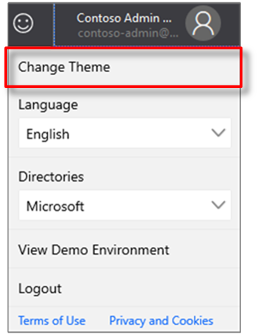 Contoso Admin ...
contoso-admin@...
Change Theme
Language
English
Directories
Microsoft
View Demo Environment
Logout
Terms of Use Privacy and Cookies